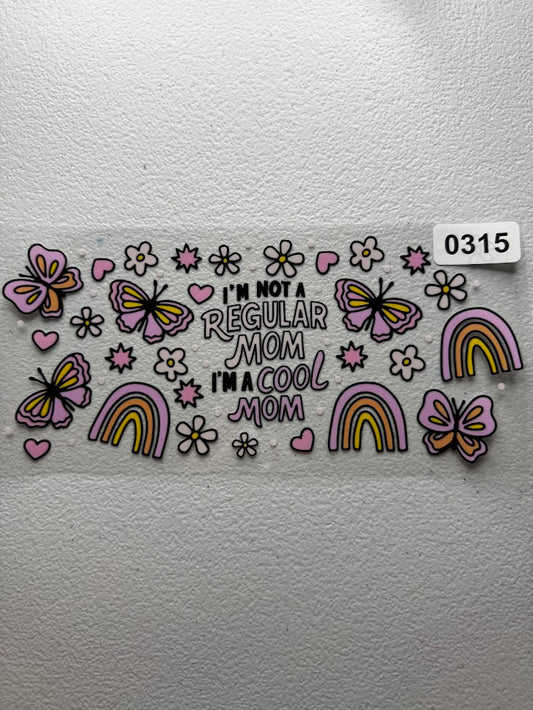 0315
I'M NOT A
REGULAR
MOM
I'M A COOL
MOM